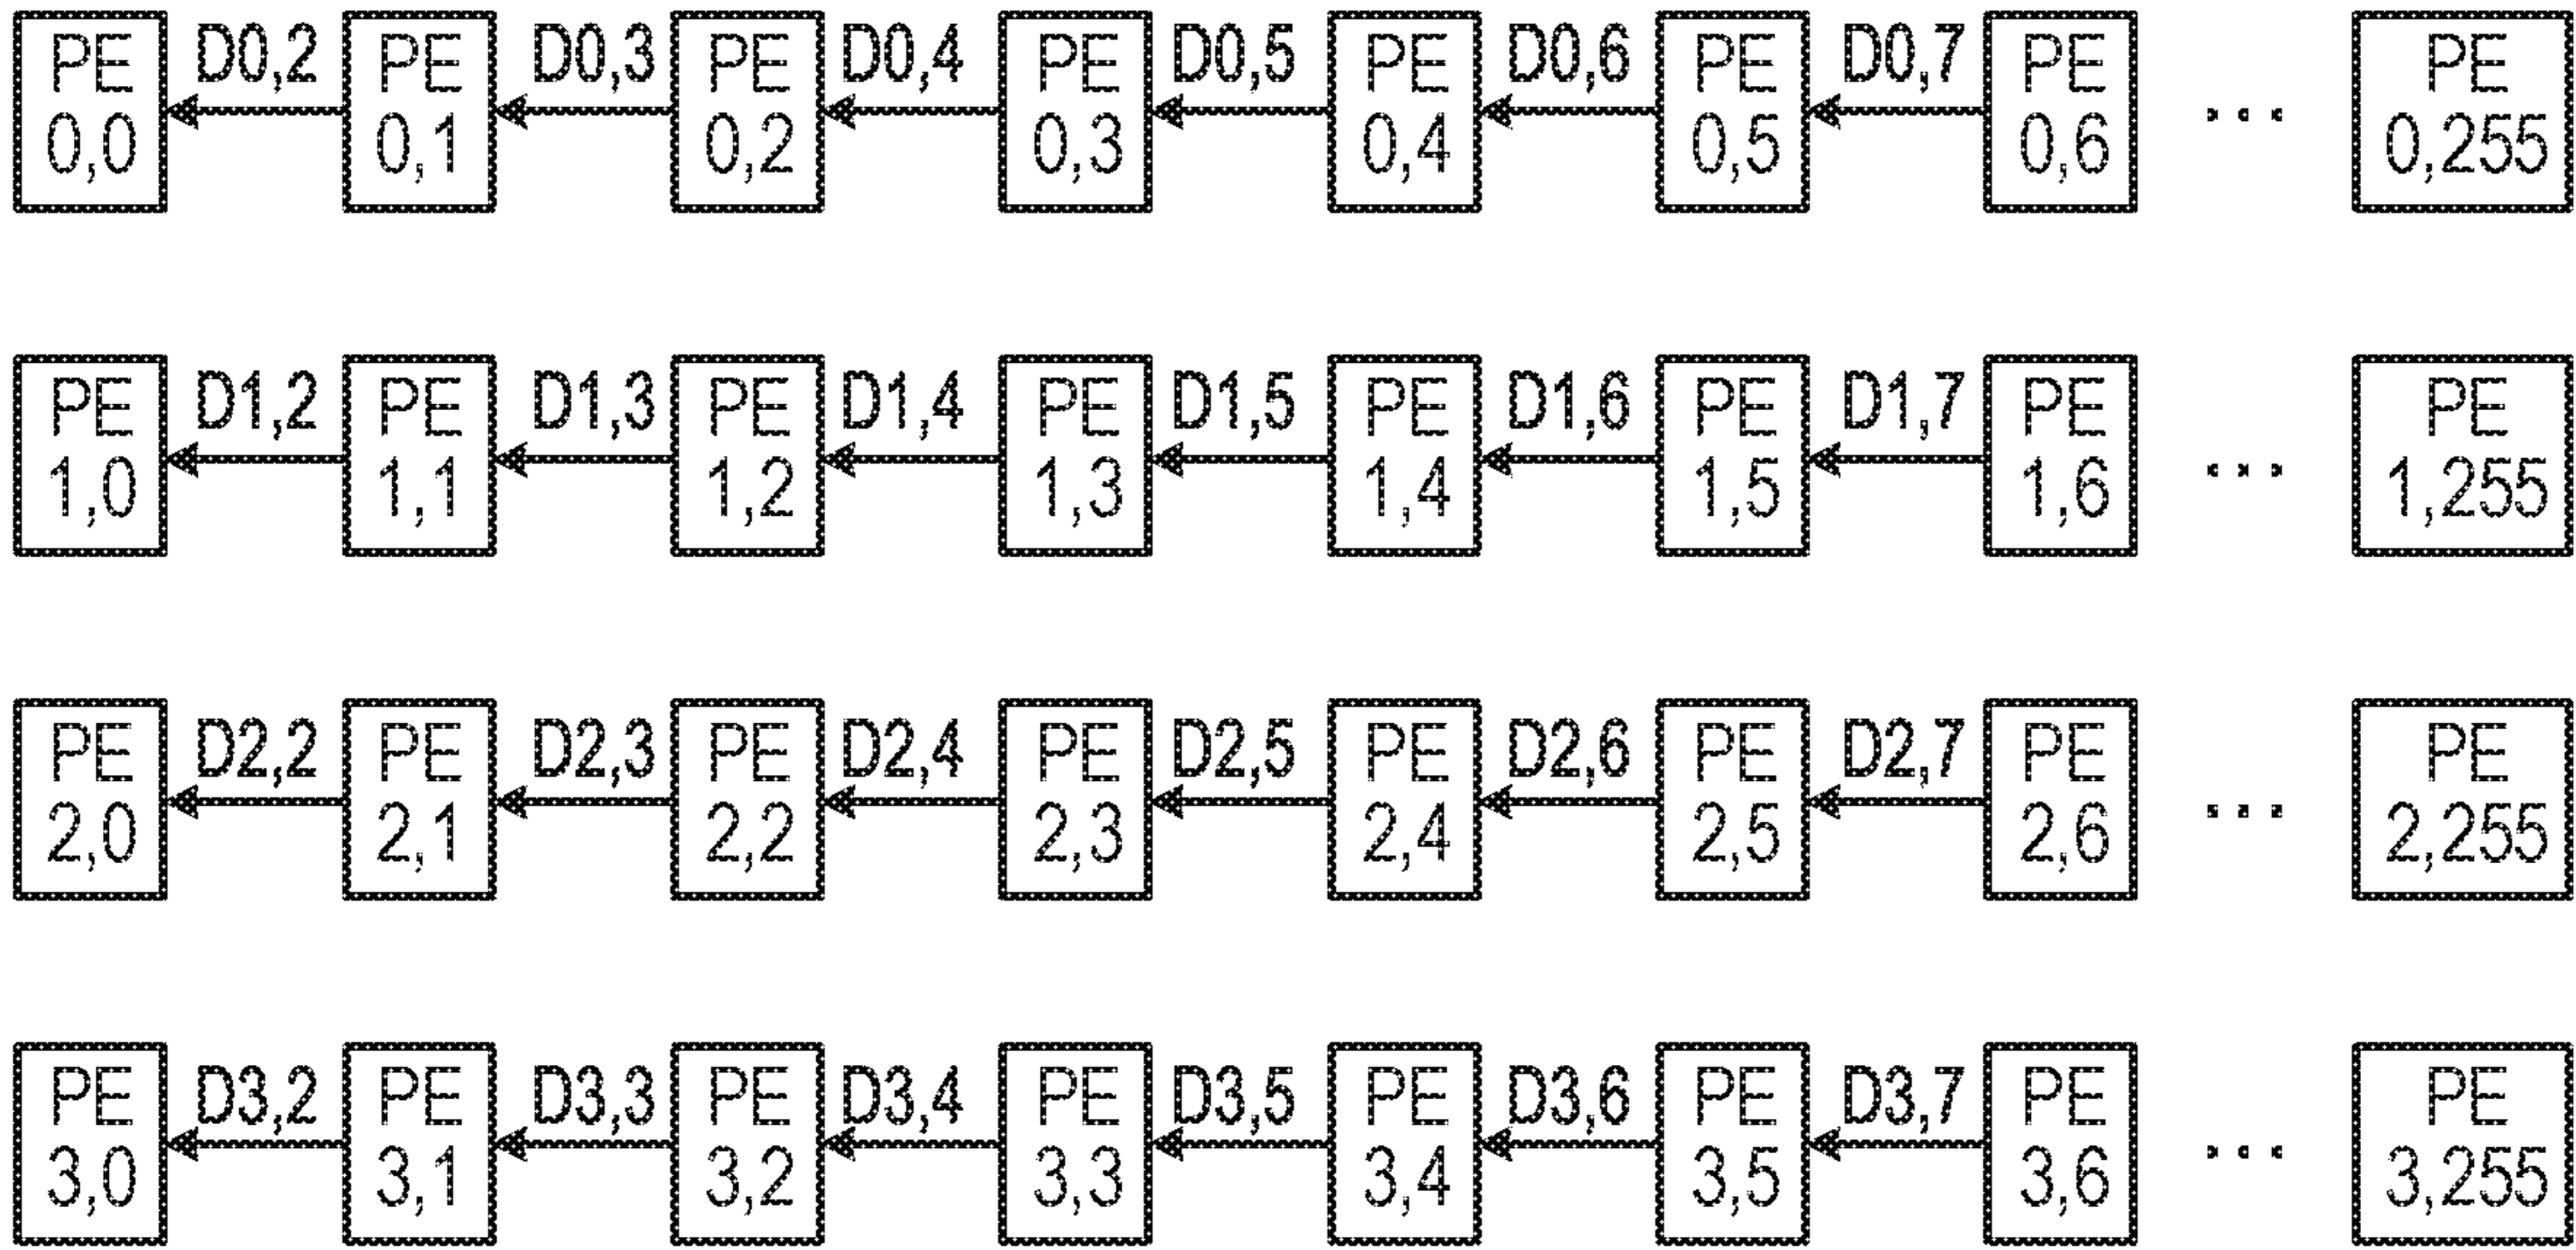 PE D0,2 PE D0,3 PE D0,4 PE D0,5 PE D0,6 PE D0,7 PE PE
0,0 0,1 0,2 0,3 0,4 0,5 0,6 ... 0,255
PE D1,2 PE D1,3 PE D1,4 PE D1,5 PE D1,6 PE D1,7 PE PE
1,0 1,1 1,2 1,3 1,4 1,5 1,6 ... 1,255
PE D2,2 PE D2,3 PE D2,4 PE D2,5 PE D2,6 PE D2,7 PE PE
2,0 2,1 2,2 2,3 2,4 2,5 2,6 ... 2,255
PE D3,2 PE D3,3 PE D3,4 PE D3,5 PE D3,6 PE D3,7 PE PE
3,0 3,1 3,2 3,3 3,4 3,5 3,6 ... 3,255